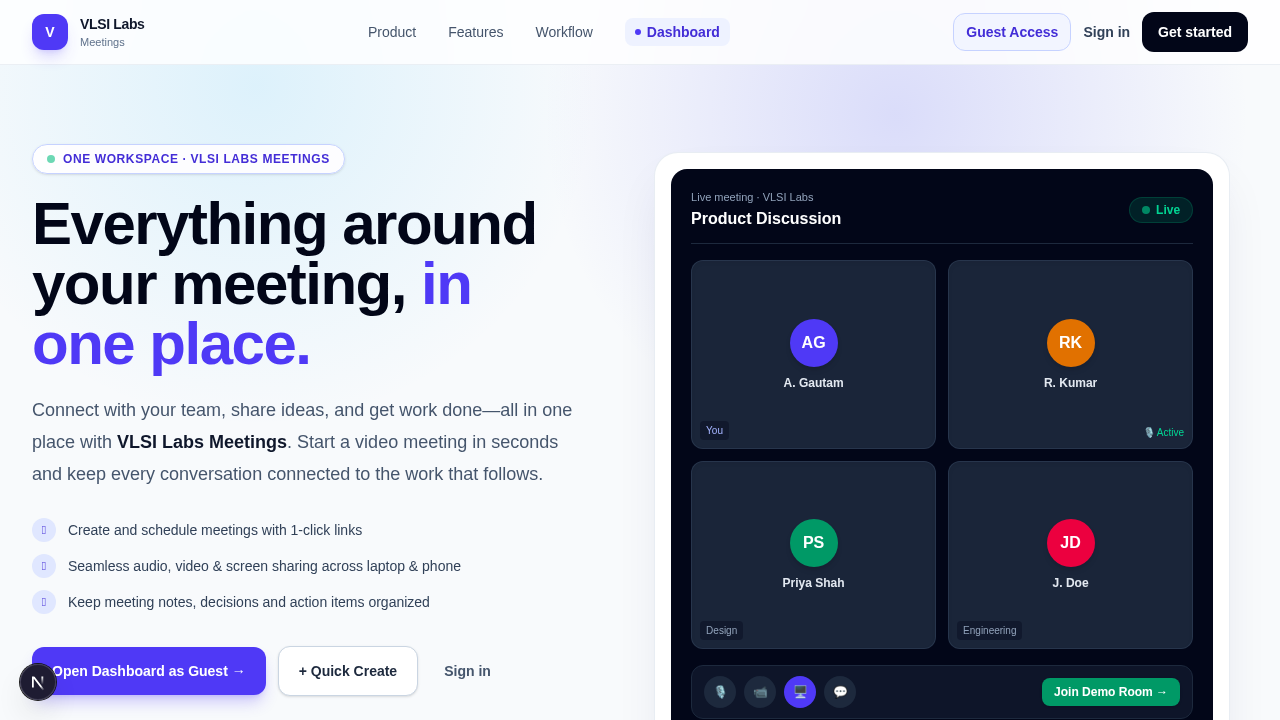 V
VLSI Labs
Meetings
Product
Features
Workflow
Dashboard
Guest Access
Sign in
Get started
ONE WORKSPACE · VLSI LABS MEETINGS
Everything around
your meeting, in
one place.
Connect with your team, share ideas, and get work done—all in one
place with VLSI Labs Meetings. Start a video meeting in seconds
and keep every conversation connected to the work that follows.
Create and schedule meetings with 1-click links
Seamless audio, video & screen sharing across laptop & phone
Keep meeting notes, decisions and action items organized
Open Dashboard as Guest →
+ Quick Create
Sign in
N
Live meeting · VLSI Labs
Product Discussion
Live
AG
A. Gautam
You
RK
R. Kumar
🎙️ Active
PS
Priya Shah
Design
JD
J. Doe
Engineering
Join Demo Room →